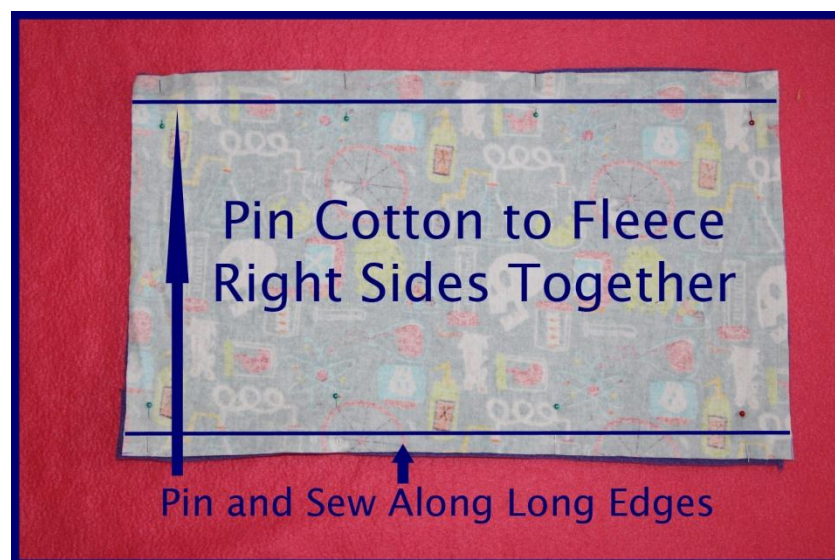 Pin Cotton to Fleece
Right Sides Together
Pin and Sew Along Long Edges